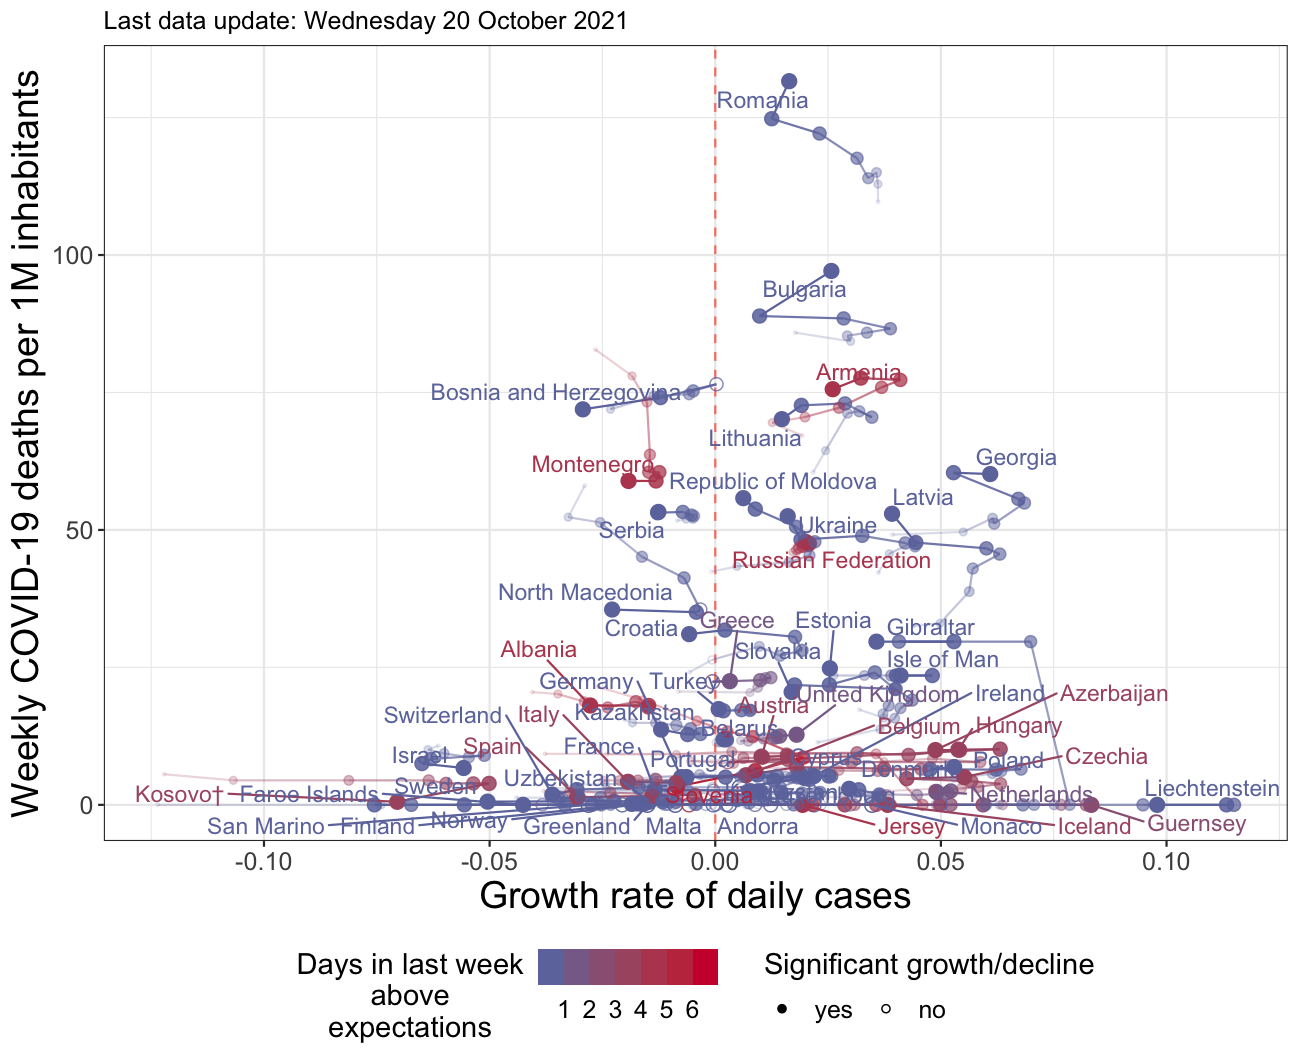 Last data update: Wednesday 20 October 2021
Weekly COVID-19 deaths per 1M inhabitants
100
50
0
Romania
Bulgaria
Armenia
Bosnia and Herzegovina
Lithuania
Georgia
Montenegro
Republic of Moldova
Latvia
Serbia
Ukraine
Russian Federation
North Macedonia
Greece
Estonia
Croatia
Gibraltar
Albania
Slovakia
Isle of Man
Germany
Turkey
United Kingdom
Ireland
Azerbaijan
Switzerland
Italy
Kazakhstan
Austria
Belarus
Belgium
Hungary
Israel
Spain
France
Portugal
Cyprus
Denmark
Poland
Czechia
Sweden
Uzbekistan
Kosovo†
Faroe Islands
Slovenia
Netherlands
Liechtenstein
San Marino
Finland
Norway
Greenland
Malta
Andorra
Jersey
Monaco
Iceland
Guernsey
-0.10
-0.05
0.00
0.05
0.10
Growth rate of daily cases
Days in last week
above
expectations
1 2 3 4 5 6
Significant growth/decline
yes
no